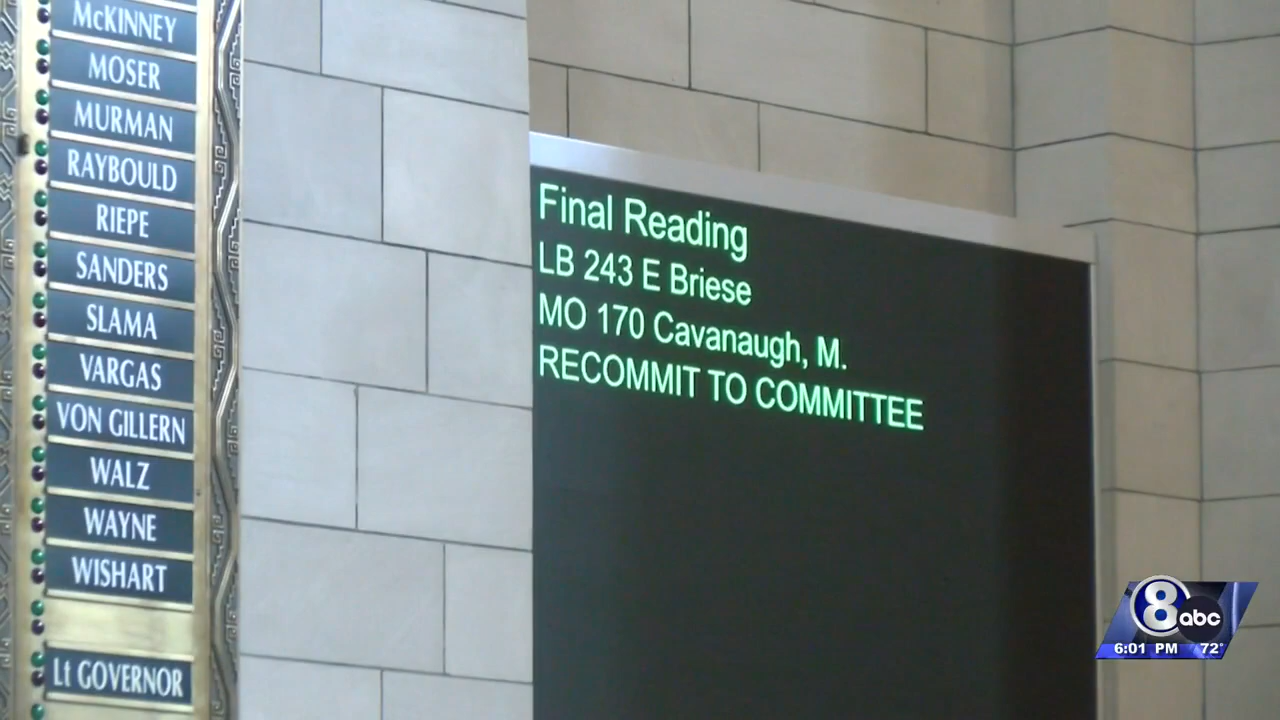 McKINNEY
MOSER
MURMAN
RAYBOULD
RIEPE
SANDERS
SLAMA
VARGAS
VON GILLERN
WALZ
WAYNE
WISHART
Lt GOVERNOR
Final Reading
LB 243 E Briese
MO 170 Cavanaugh, M.
RECOMMIT TO COMMITTEE
8 abc
6:01 PM 72°